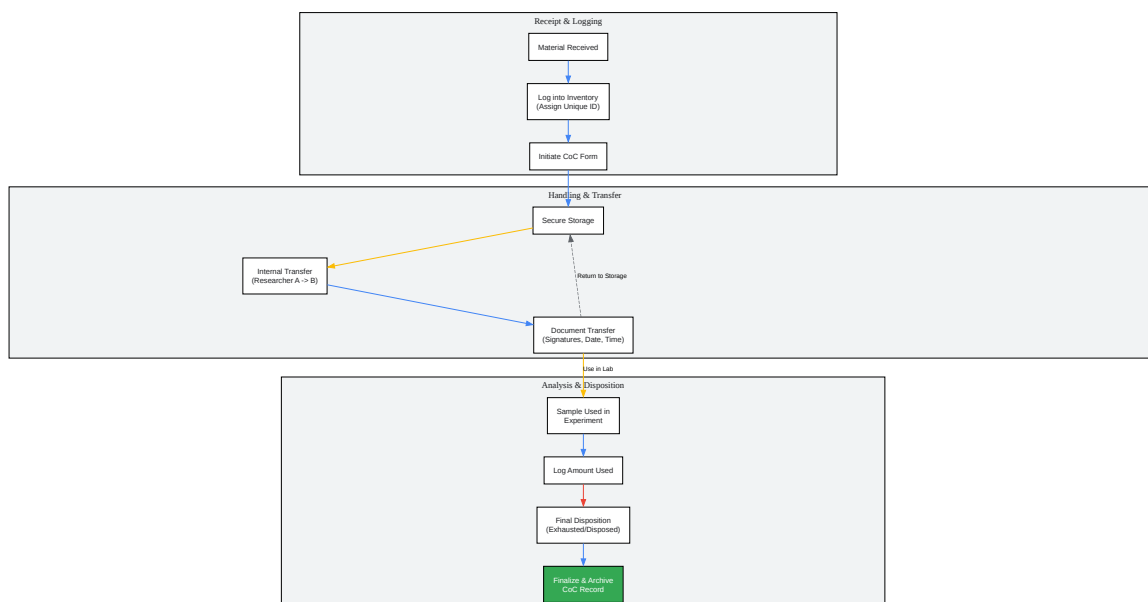 Receipt & Logging
Material Received
Log into Inventory
(Assign Unique ID)
Initiate CoC Form
Handling & Transfer
Secure Storage
Internal Transfer
(Researcher A -> B)
Return to Storage
Document Transfer
(Signatures, Date, Time)
Use in Lab
Analysis & Disposition
Sample Used in
Experiment
Log Amount Used
Final Disposition
(Exhausted/Disposed)
Finalize & Archive
CoC Record